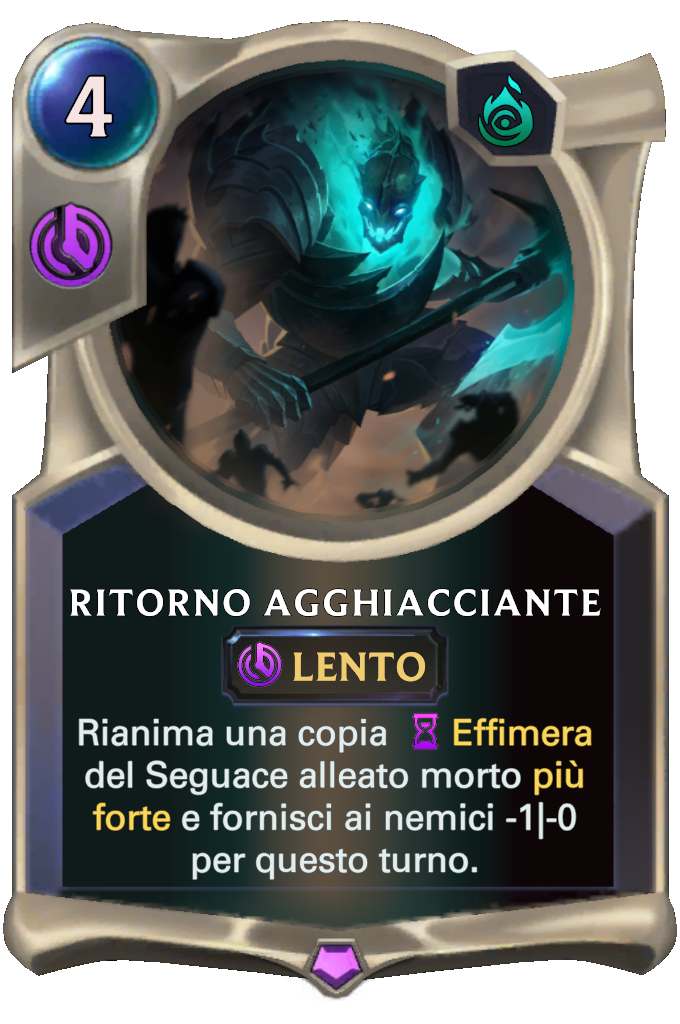 4
RITORNO AGGHIACCIANTE
LENTO
Rianima una copia Effimera
del Seguace alleato morto più
forte e fornisci ai nemici -1|-0
per questo turno.